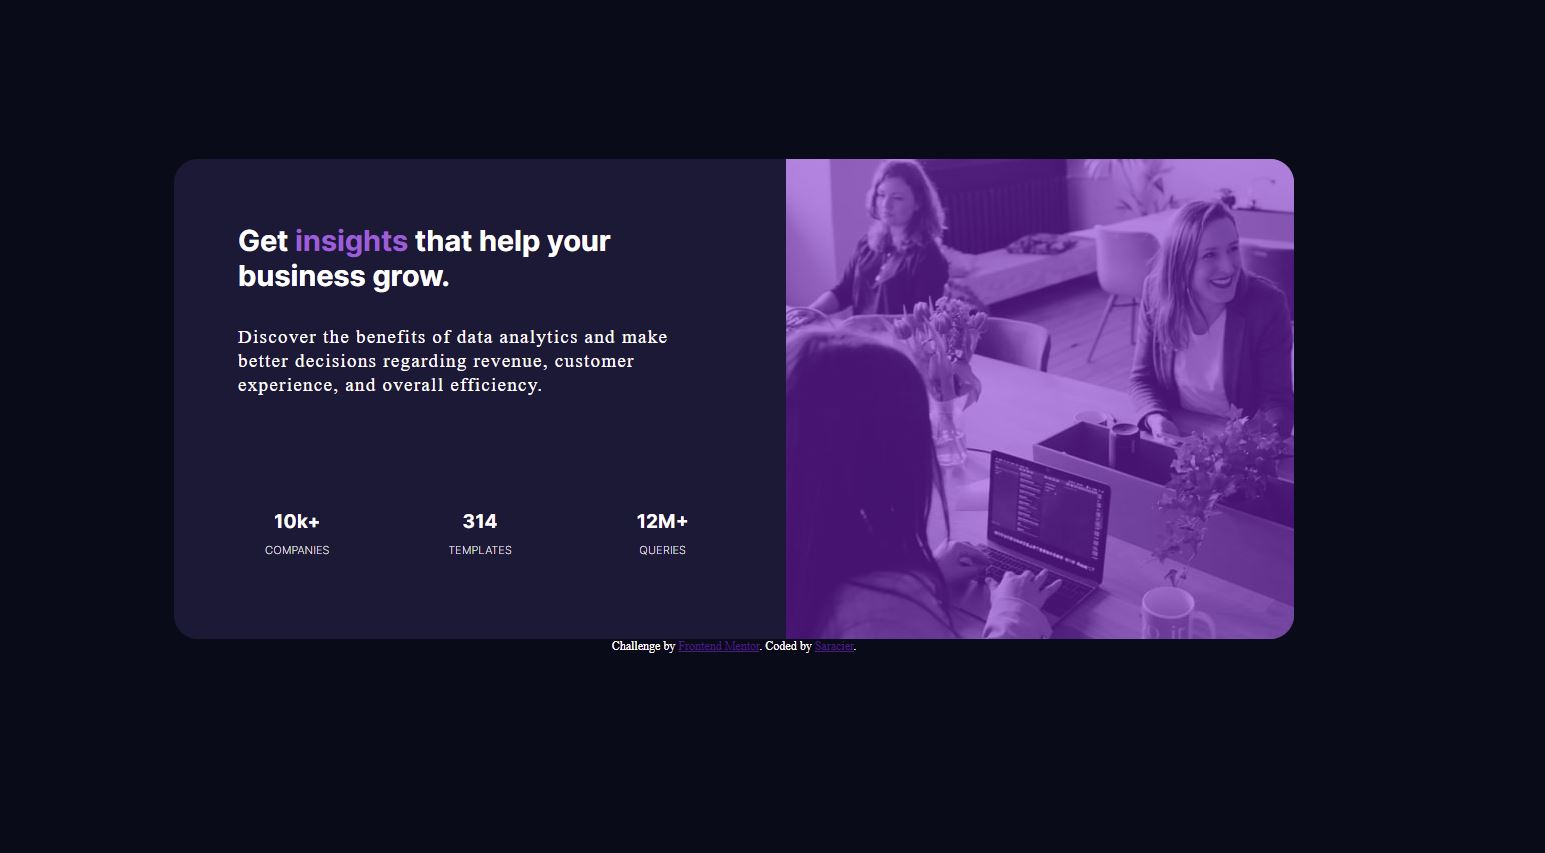 Get insights that help your
business grow.
Discover the benefits of data analytics and make
better decisions regarding revenue, customer
experience, and overall efficiency.
10k+ 314 12M+
COMPANIES TEMPLATES QUERIES
Challenge by Frontend Mentor. Coded by Saracier.